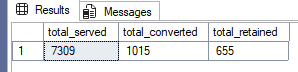 Results Messages
total_served total_converted total_retained
1 7309 1015 655